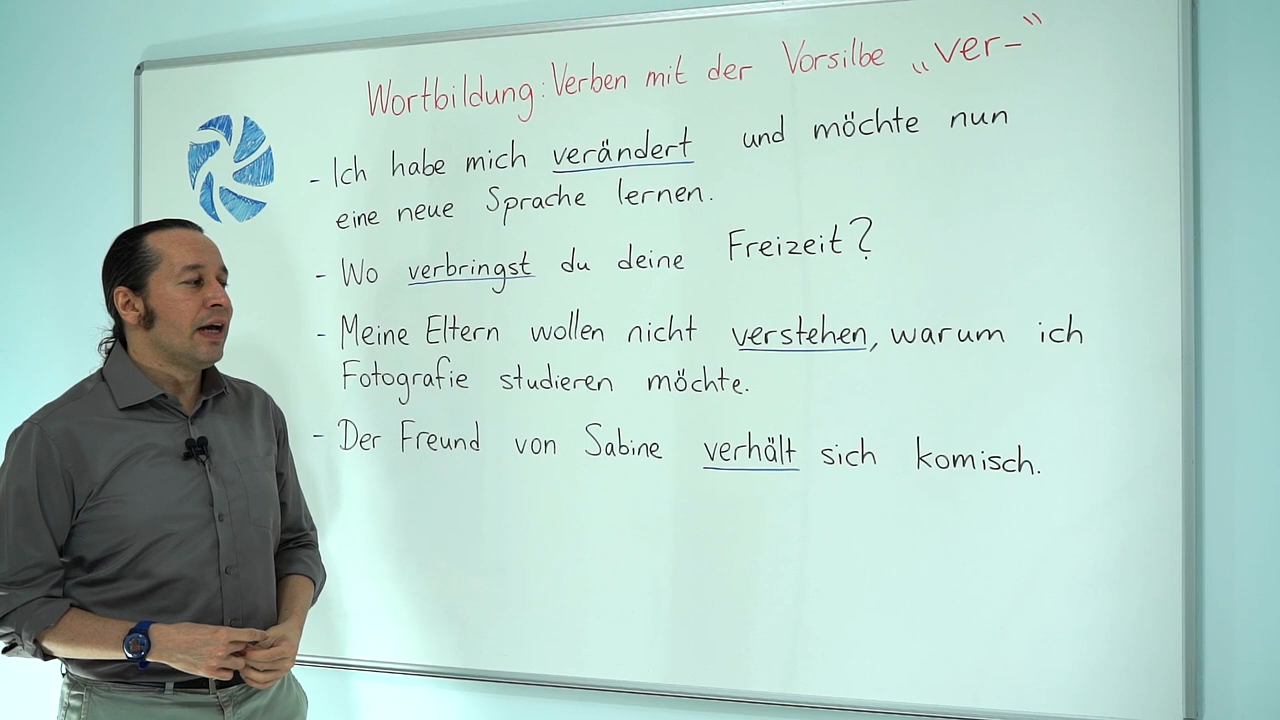 Wortbildung: Verben mit der Vorsilbe „ver-“
- Ich habe mich verändert und möchte nun
eine neue Sprache lernen.
- Wo verbringst du deine Freizeit?
- Meine Eltern wollen nicht verstehen, warum ich
Fotografie studieren möchte.
- Der Freund von Sabine verhält sich komisch.